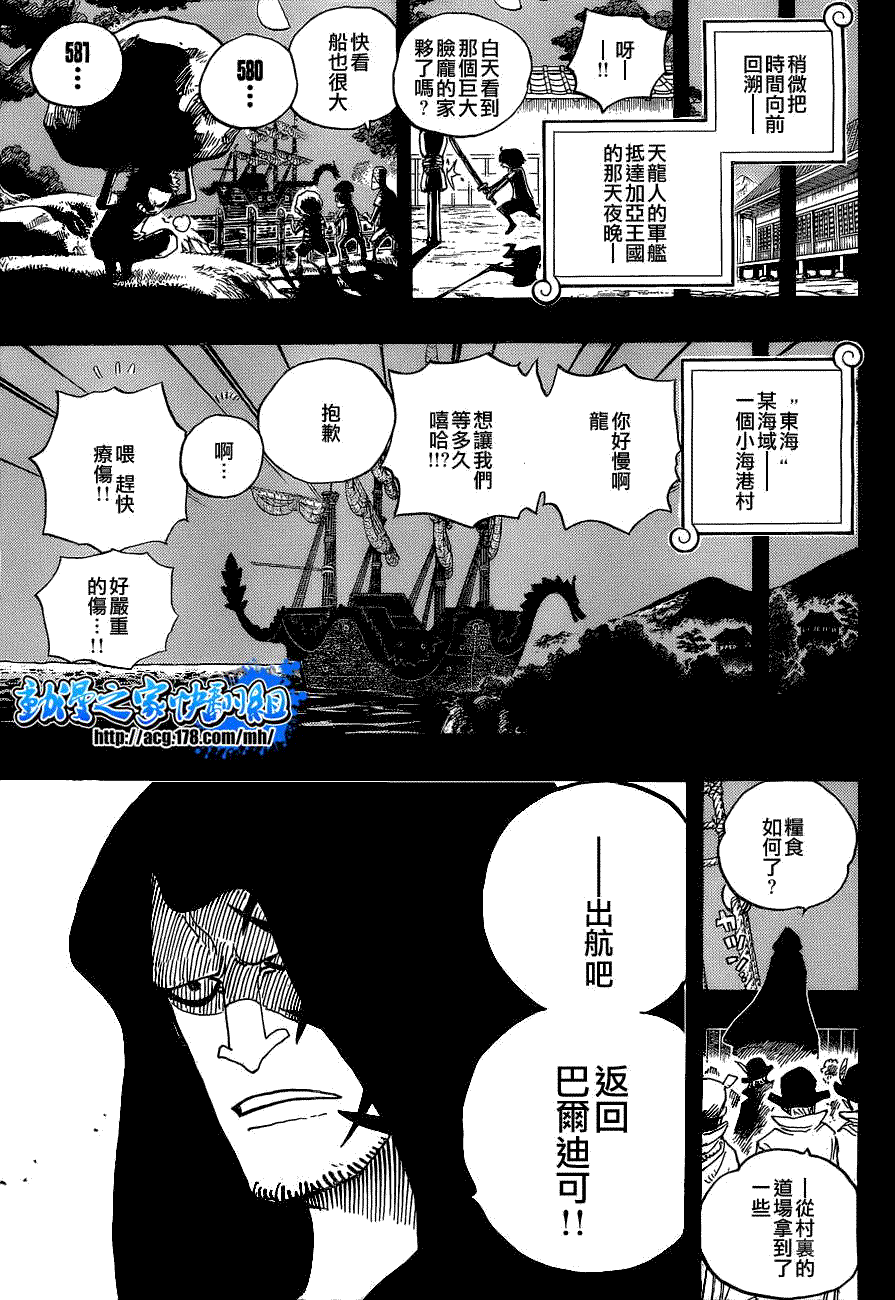 稍微把
時間向前
回溯——
天龍人的軍艦
抵達加亞王國
的那天夜晚—
呀—
—!!
白天看到
那個巨大
臉龐的家
夥了嗎?
快看
船也很大
580
…
581
…
”東海“
某海域——
一個小海港村
你好慢啊
龍
想讓我們
等多久
嘻哈!!?
抱歉
啊…
喂 趕快
療傷!!
好嚴重
的傷…!!
動漫之家快翻組
http://acg.178.com/mh/
糧食
如何了?
ギシッ…
—從村裏的
道場拿到了
一些
——出航吧
返回
巴爾迪可!!